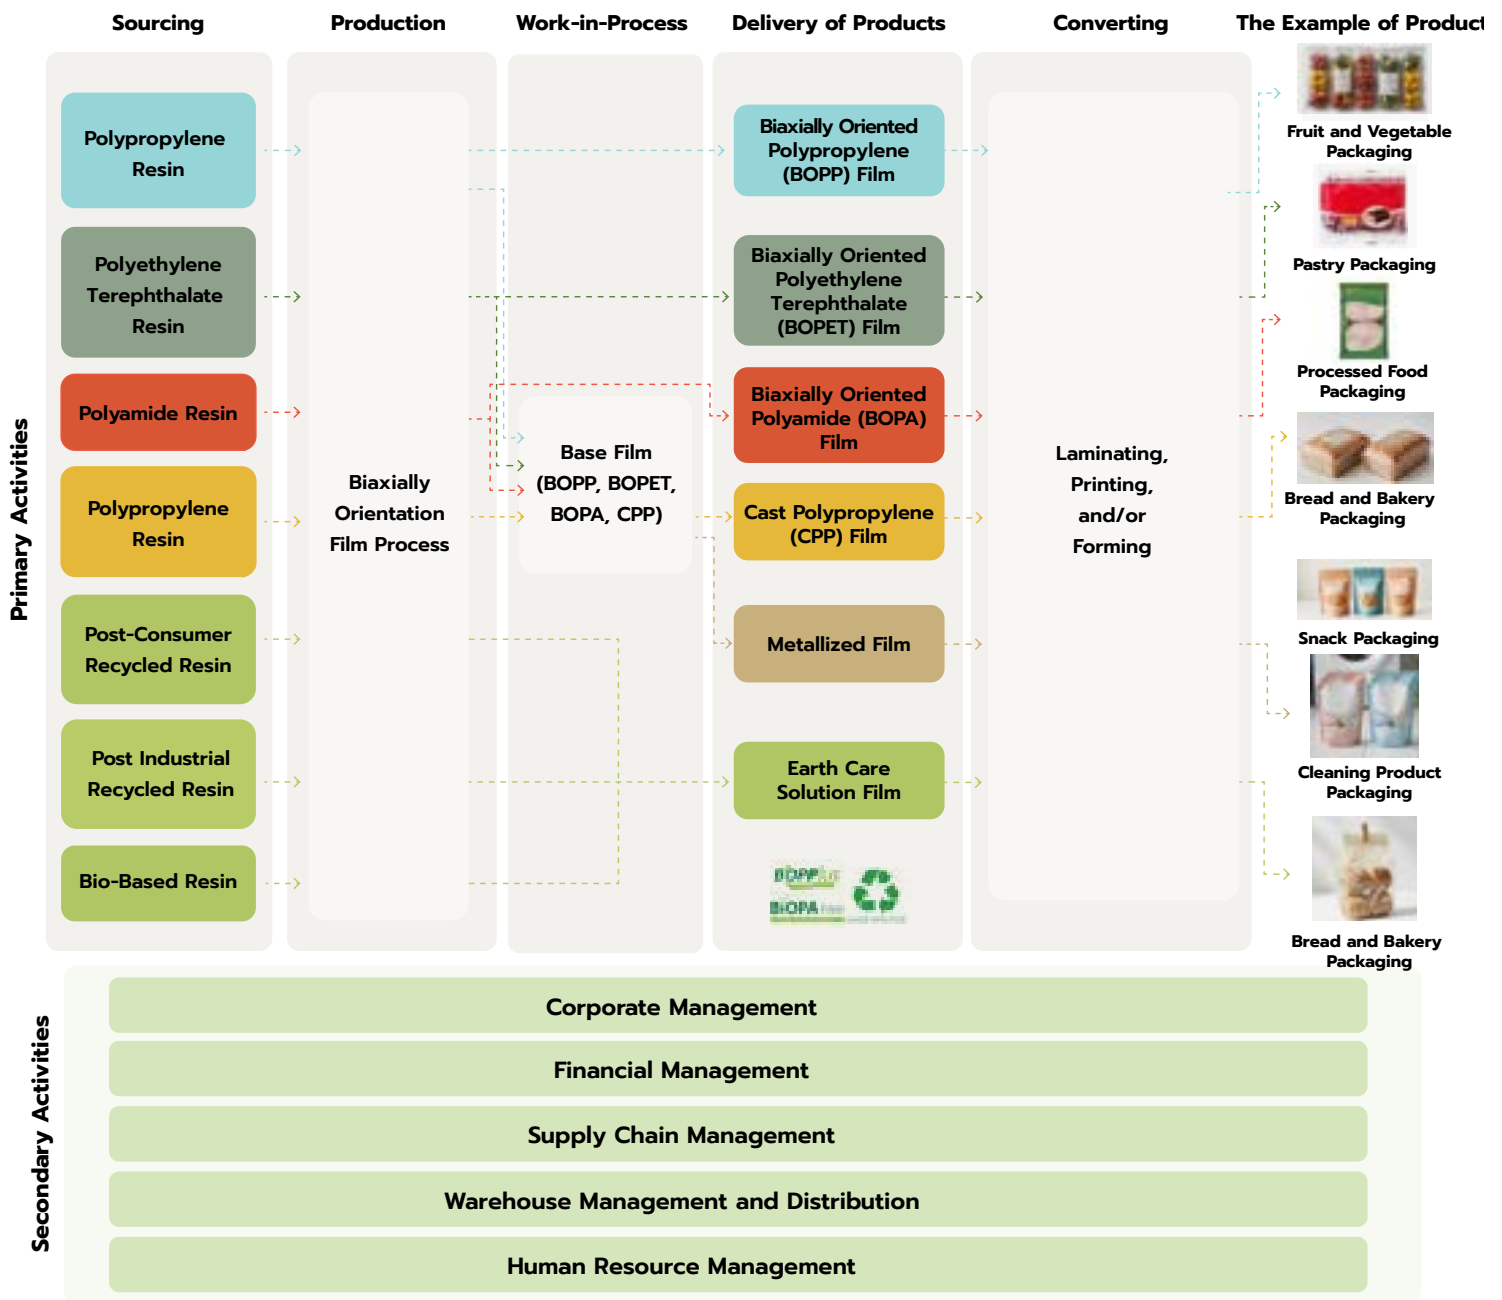 Sourcing
Production
Work-in-Process
Delivery of Products
Converting
The Example of Product
Primary Activities
Polypropylene
Resin
Polyethylene
Terephthalate
Resin
Polyamide Resin
Polypropylene
Resin
Post-Consumer
Recycled Resin
Post Industrial
Recycled Resin
Bio-Based Resin
Biaxially
Orientation
Film Process
Base Film
(BOPP, BOPET,
BOPA, CPP)
Biaxially Oriented
Polypropylene
(BOPP) Film
Biaxially Oriented
Polyethylene
Terephthalate
(BOPET) Film
Biaxially Oriented
Polyamide (BOPA)
Film
Cast Polypropylene
(CPP) Film
Metallized Film
Earth Care
Solution Film
BOPP
BiOPA
Laminating,
Printing,
and/or
Forming
Fruit and Vegetable
Packaging
Pastry Packaging
Processed Food
Packaging
Bread and Bakery
Packaging
Snack Packaging
Cleaning Product
Packaging
Bread and Bakery
Packaging
Secondary Activities
Corporate Management
Financial Management
Supply Chain Management
Warehouse Management and Distribution
Human Resource Management